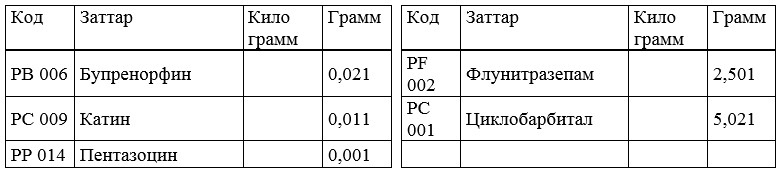 Код Заттар Кило грамм Грамм
PB 006 Бупренорфин 0,021
PC 009 Катин 0,011
PP 014 Пентазоцин 0,001
Код Заттар Кило грамм Грамм
PF 002 Флунитразепам 2,501
PC 001 Циклобарбитал 5,021